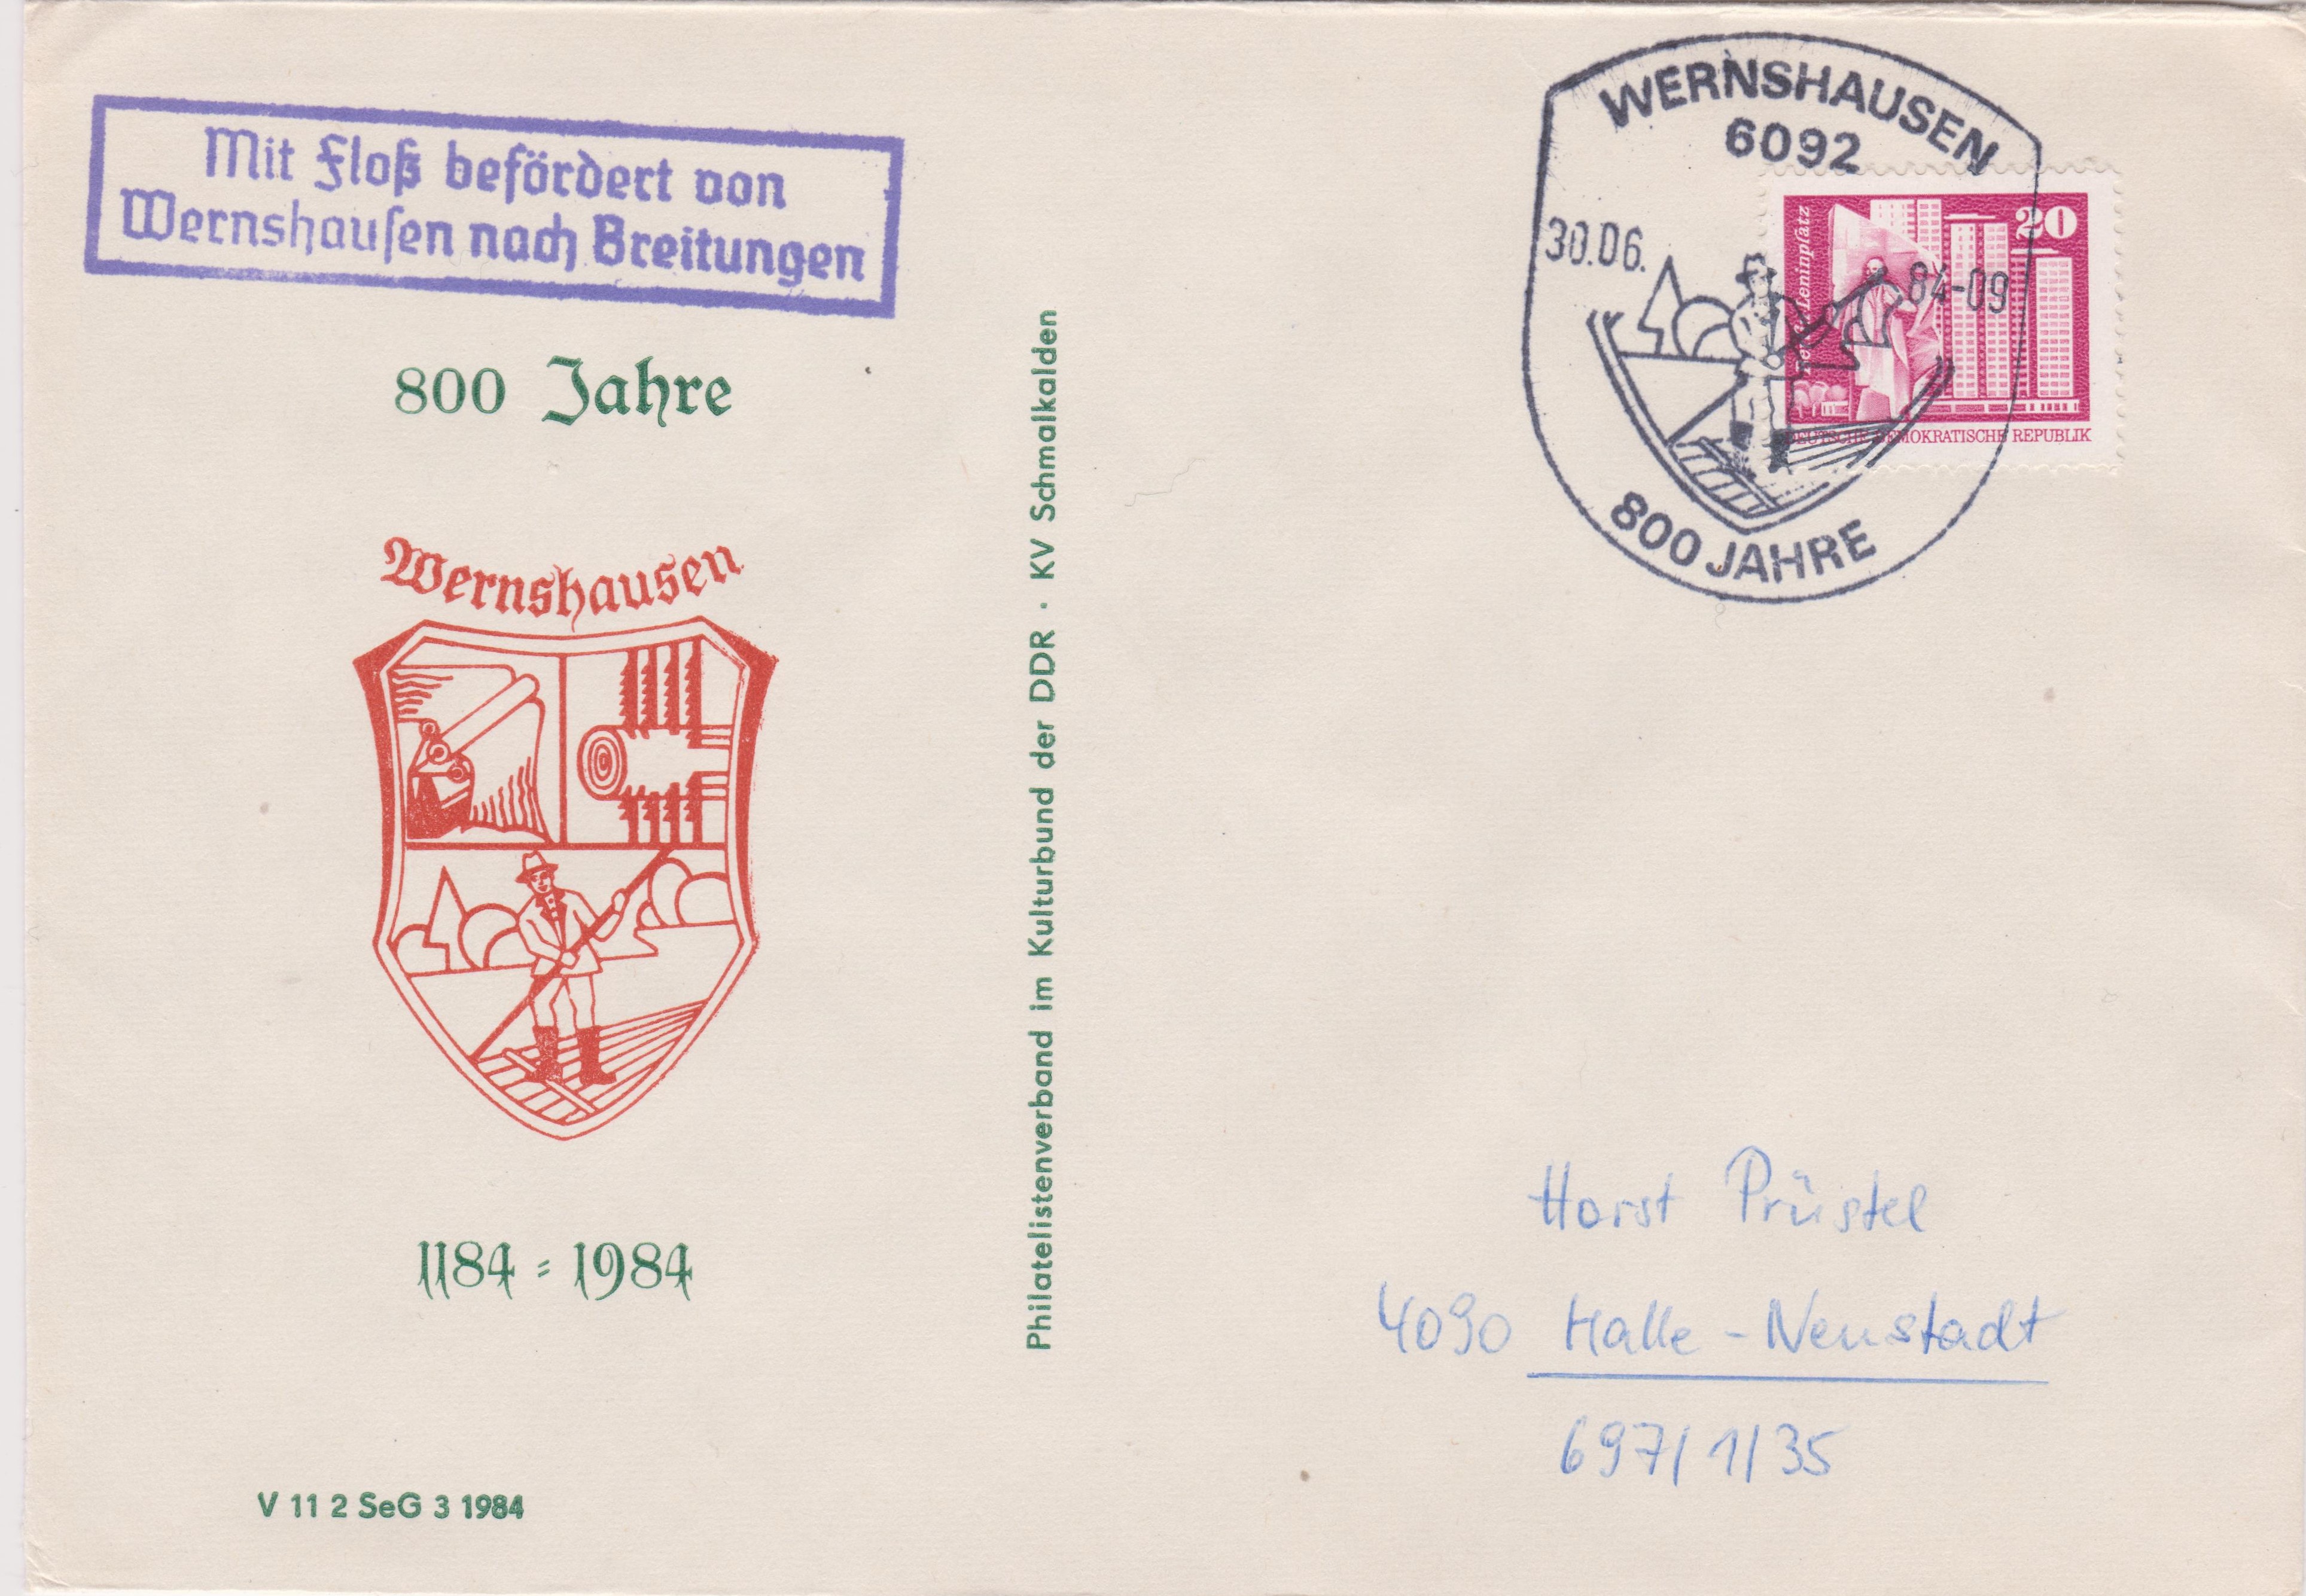 Mit Floß befördert von
Wernshausen nach Breitungen
800 Jahre
Wernshausen
1184 = 1984
V 11 2 SeG 3 1984
Philatelistenverband im Kulturbund der DDR · KV Schmalkalden
WERNSHAUSEN
6092
30.06.
84-09
800 JAHRE
20
Leninplatz
DEUTSCHE DEMOKRATISCHE REPUBLIK
Horst Prüstel
4090 Halle-Neustadt
697/1/35